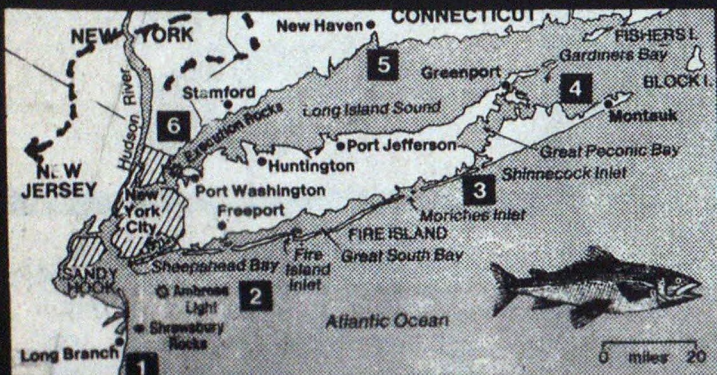 CONNECTICUT
New Haven
NEW YORK
FISHERS I.
5
Gardiners Bay
Greenport
BLOCK I.
Stamford
4
Hudson River
Long Island Sound
Montauk
6
Execution Rocks
Port Jefferson
Great Peconic Bay
NEW
JERSEY
Huntington
Shinnecock Inlet
Port Washington
3
New
York
City
Freeport
Moriches Inlet
FIRE ISLAND
Fire
Island
Inlet
Great South Bay
Sheepshead Bay
SANDY
HOOK
Ambrose
Light
2
Shrewsbury
Rocks
Atlantic Ocean
Long Branch
1
0 miles 20